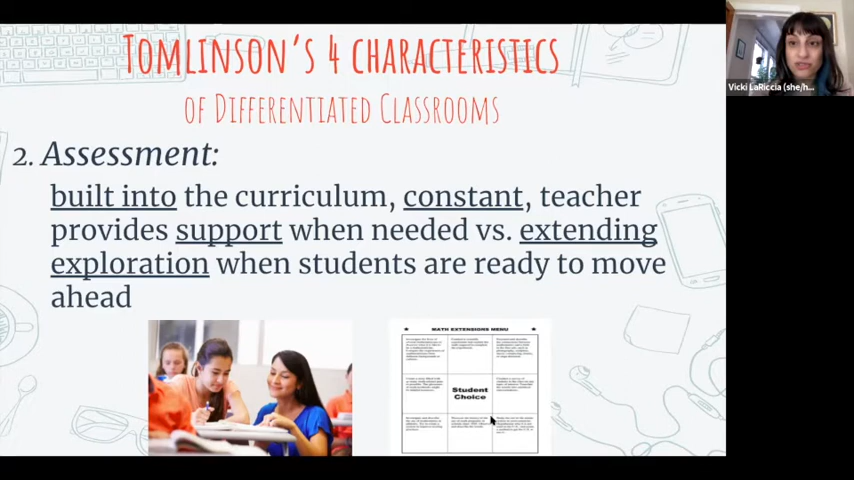 Tomlinson's 4 characteristics
of Differentiated Classrooms
2. Assessment:
built into the curriculum, constant, teacher
provides support when needed vs. extending
exploration when students are ready to move
ahead
MATH EXTENSIONS MENU
Student
Choice
Vicki LaRiccia (she/h...